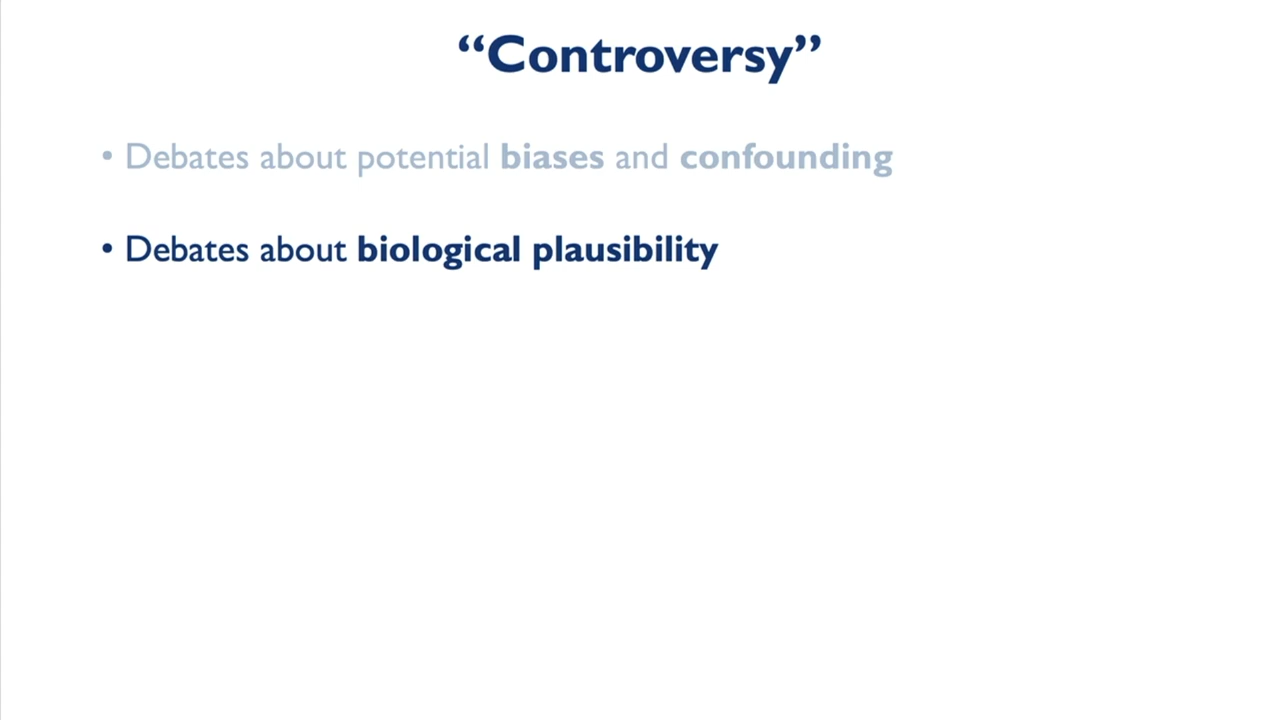 “Controversy”
• Debates about potential biases and confounding
• Debates about biological plausibility